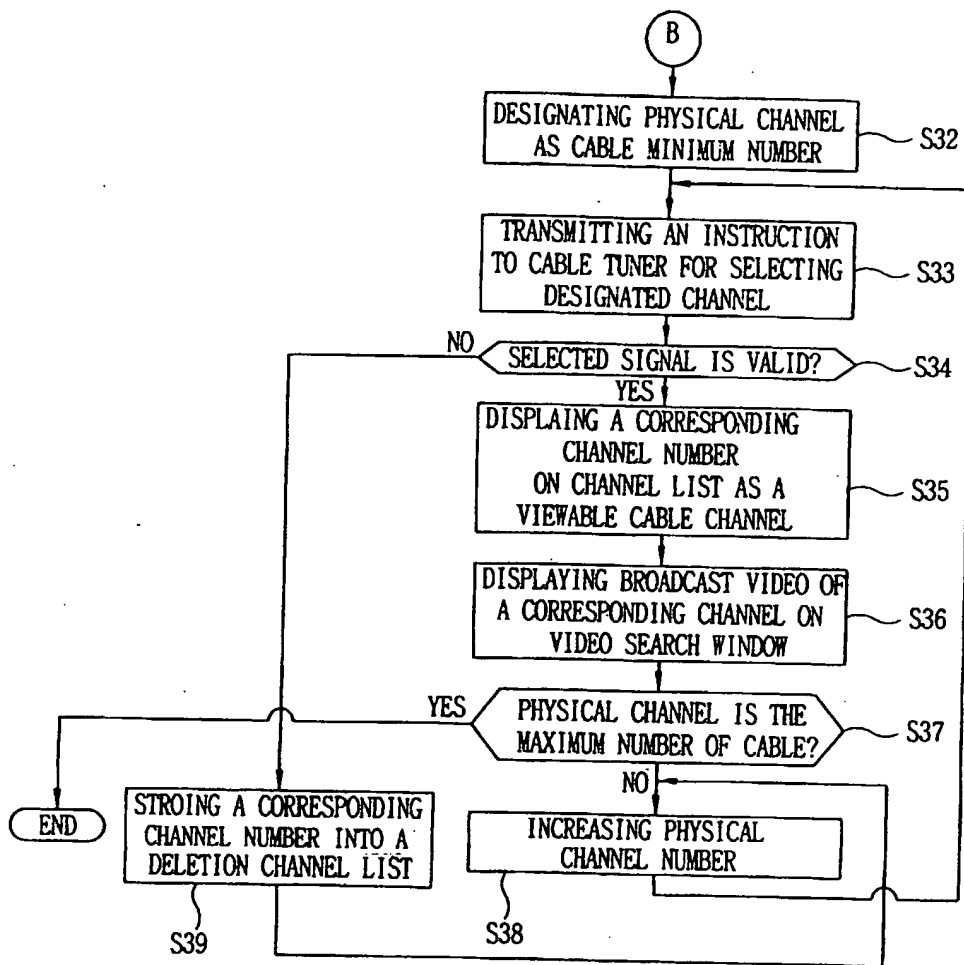 B
DESIGNATING PHYSICAL CHANNEL
AS CABLE MINIMUM NUMBER
S32
TRANSMITTING AN INSTRUCTION
TO CABLE TUNER FOR SELECTING
DESIGNATED CHANNEL
S33
NO
SELECTED SIGNAL IS VALID?
S34
YES
DISPLAING A CORRESPONDING
CHANNEL NUMBER
ON CHANNEL LIST AS A
VIEWABLE CABLE CHANNEL
S35
DISPLAYING BROADCAST VIDEO OF
A CORRESPONDING CHANNEL ON
VIDEO SEARCH WINDOW
S36
YES
PHYSICAL CHANNEL IS THE
MAXIMUM NUMBER OF CABLE?
S37
NO
END
STROING A CORRESPONDING
CHANNEL NUMBER INTO A
DELETION CHANNEL LIST
S39
INCREASING PHYSICAL
CHANNEL NUMBER
S38